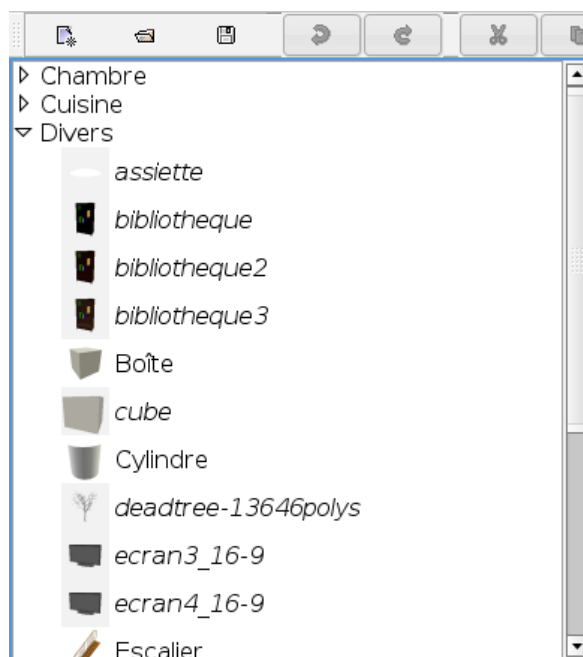 Chambre
Cuisine
Divers
assiette
bibliotheque
bibliotheque2
bibliotheque3
Boîte
cube
Cylindre
deadtree-13646polys
ecran3_16-9
ecran4_16-9
Escalier